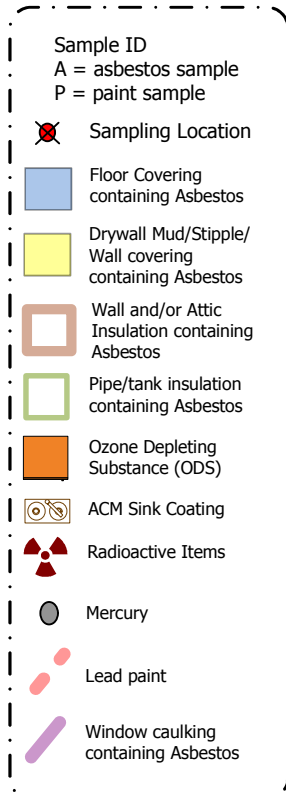 Sample ID
A = asbestos sample
P = paint sample
Sampling Location
Floor Covering
containing Asbestos
Drywall Mud/Stipple/
Wall covering
containing Asbestos
Wall and/or Attic
Insulation containing
Asbestos
Pipe/tank insulation
containing Asbestos
Ozone Depleting
Substance (ODS)
ACM Sink Coating
Radioactive Items
Mercury
Lead paint
Window caulking
containing Asbestos